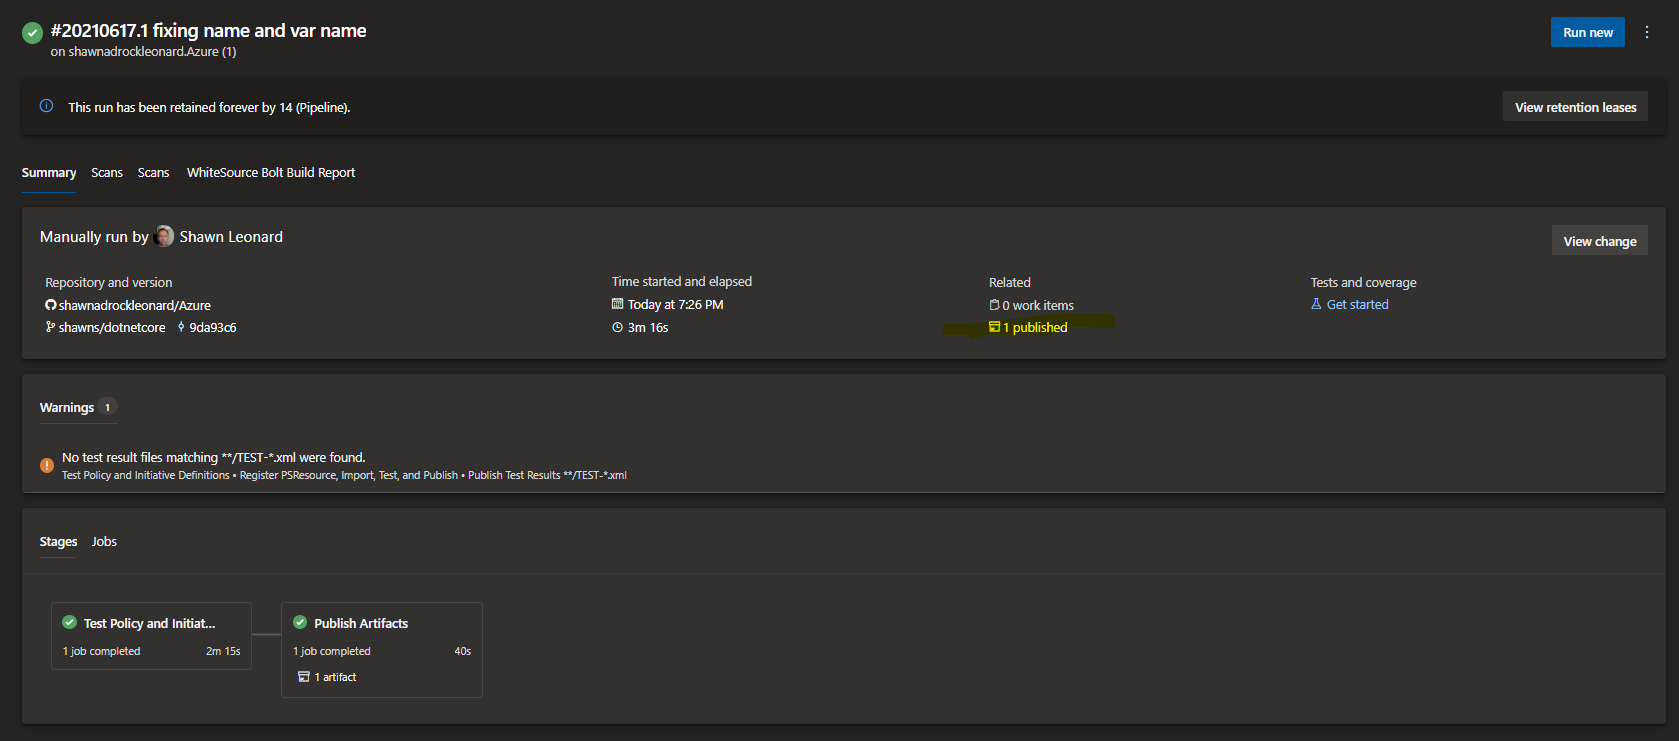 #20210617.1 fixing name and var name
on shawnadrockleonard.Azure (1)
Run new
This run has been retained forever by 14 (Pipeline).
View retention leases
Summary Scans Scans WhiteSource Bolt Build Report
Manually run by Shawn Leonard
View change
Repository and version
shawnadrockleonard/Azure
shawns/dotnetcore 9da93c6
Time started and elapsed
Today at 7:26 PM
3m 16s
Related
0 work items
1 published
Tests and coverage
Get started
Warnings 1
No test result files matching **/TEST-*.xml were found.
Test Policy and Initiative Definitions • Register PSResource, Import, Test, and Publish • Publish Test Results **/TEST-*.xml
Stages Jobs
Test Policy and Initiat...
1 job completed 2m 15s
Publish Artifacts
1 job completed 40s
1 artifact